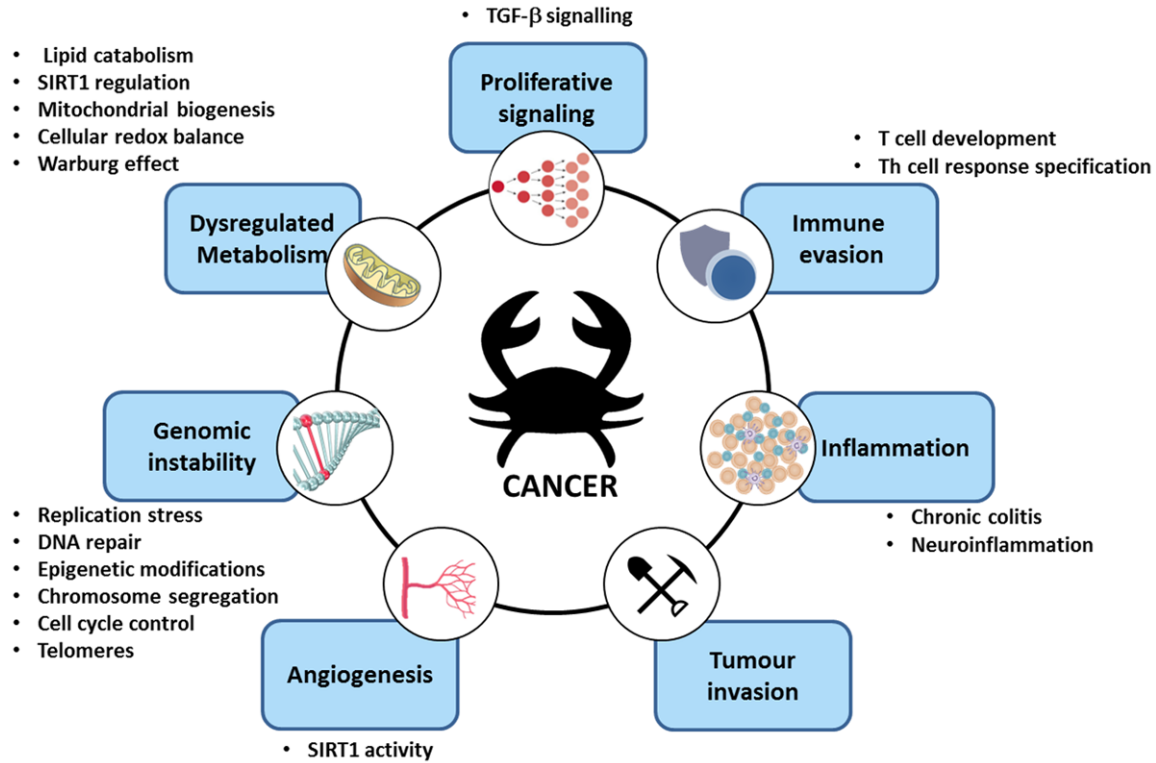 • TGF-β signalling
Proliferative
signaling
• T cell development
• Th cell response specification
Immune
evasion
Inflammation
• Chronic colitis
• Neuroinflammation
Tumour
invasion
Angiogenesis
• SIRT1 activity
Genomic
instability
• Replication stress
• DNA repair
• Epigenetic modifications
• Chromosome segregation
• Cell cycle control
• Telomeres
• Lipid catabolism
• SIRT1 regulation
• Mitochondrial biogenesis
• Cellular redox balance
• Warburg effect
Dysregulated
Metabolism
CANCER